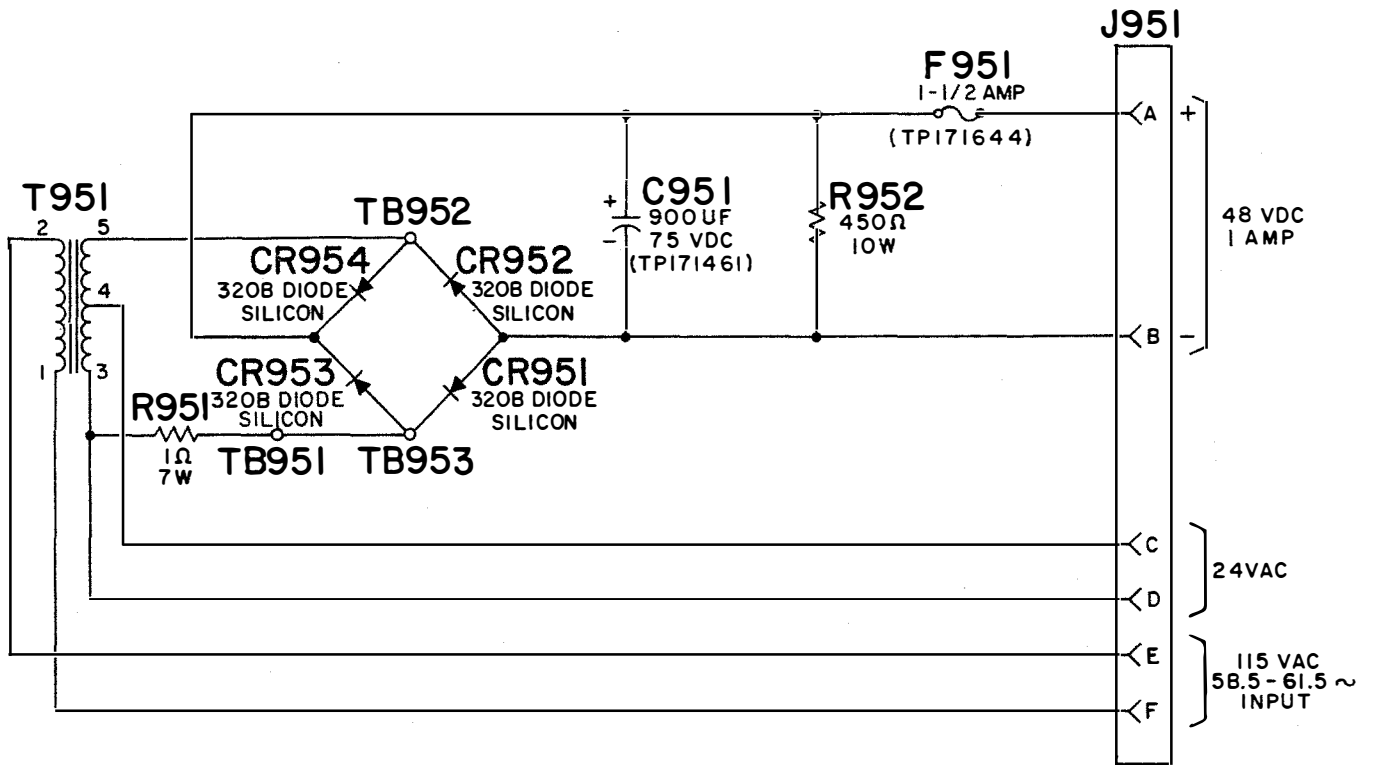 J951
F951
1-1/2 AMP
(TP171644)
A
+
T951
2
5
TB952
+
C951
900 UF
75 VDC
(TP171461)
-
R952
450Ω
10W
48 VDC
1 AMP
CR954
320B DIODE
SILICON
CR952
320B DIODE
SILICON
4
B
-
1
3
CR953
320B DIODE
SILICON
CR951
320B DIODE
SILICON
R951
1Ω
7W
TB951
TB953
C
24VAC
D
E
115 VAC
58.5-61.5 ~
INPUT
F